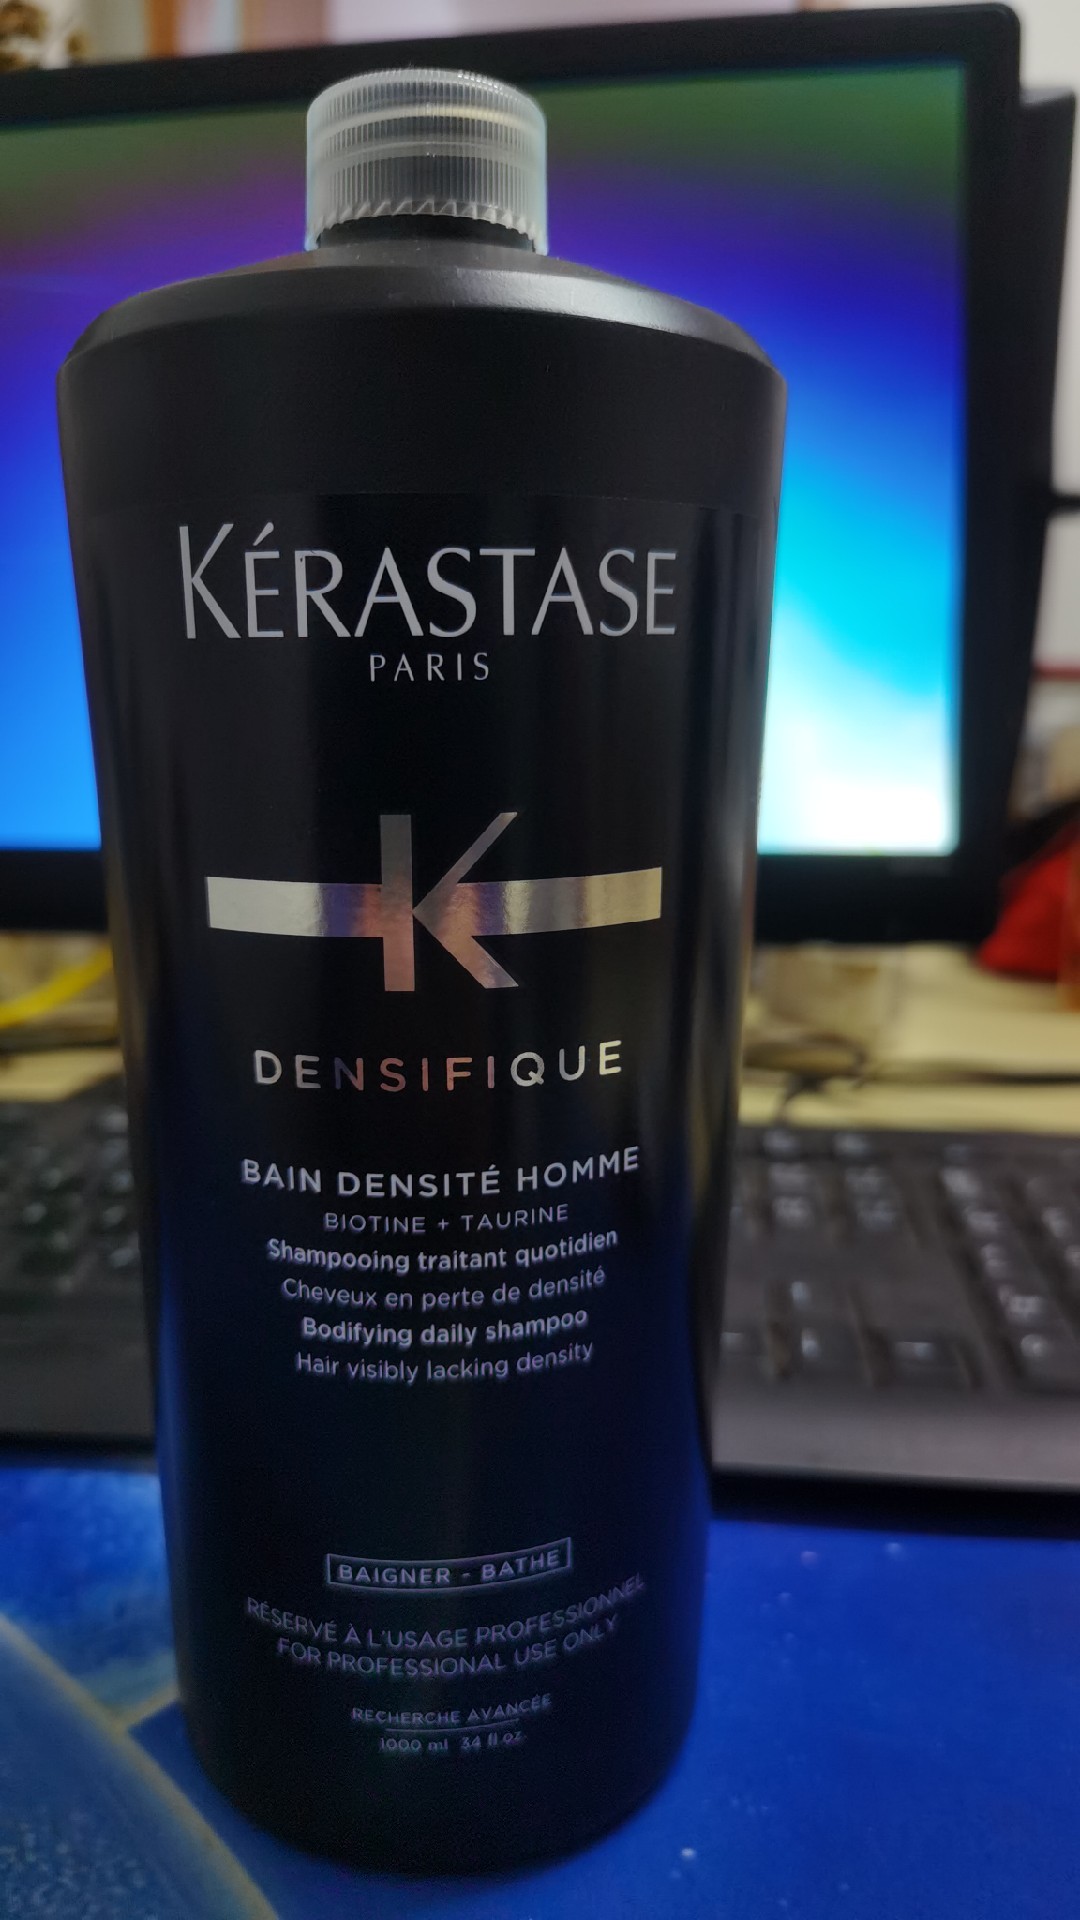 KÉRASTASE
PARIS
K
DENSIFIQUE
BAIN DENSITÉ HOMME
BIOTINE + TAURINE
Shampooing traitant quotidien
Cheveux en perte de densité
Bodifying daily shampoo
Hair visibly lacking density
BAIGNER - BATHE
RÉSERVÉ À L'USAGE PROFESSIONNEL
FOR PROFESSIONAL USE ONLY
RECHERCHE AVANCÉE
1000 ml 34 fl.oz.